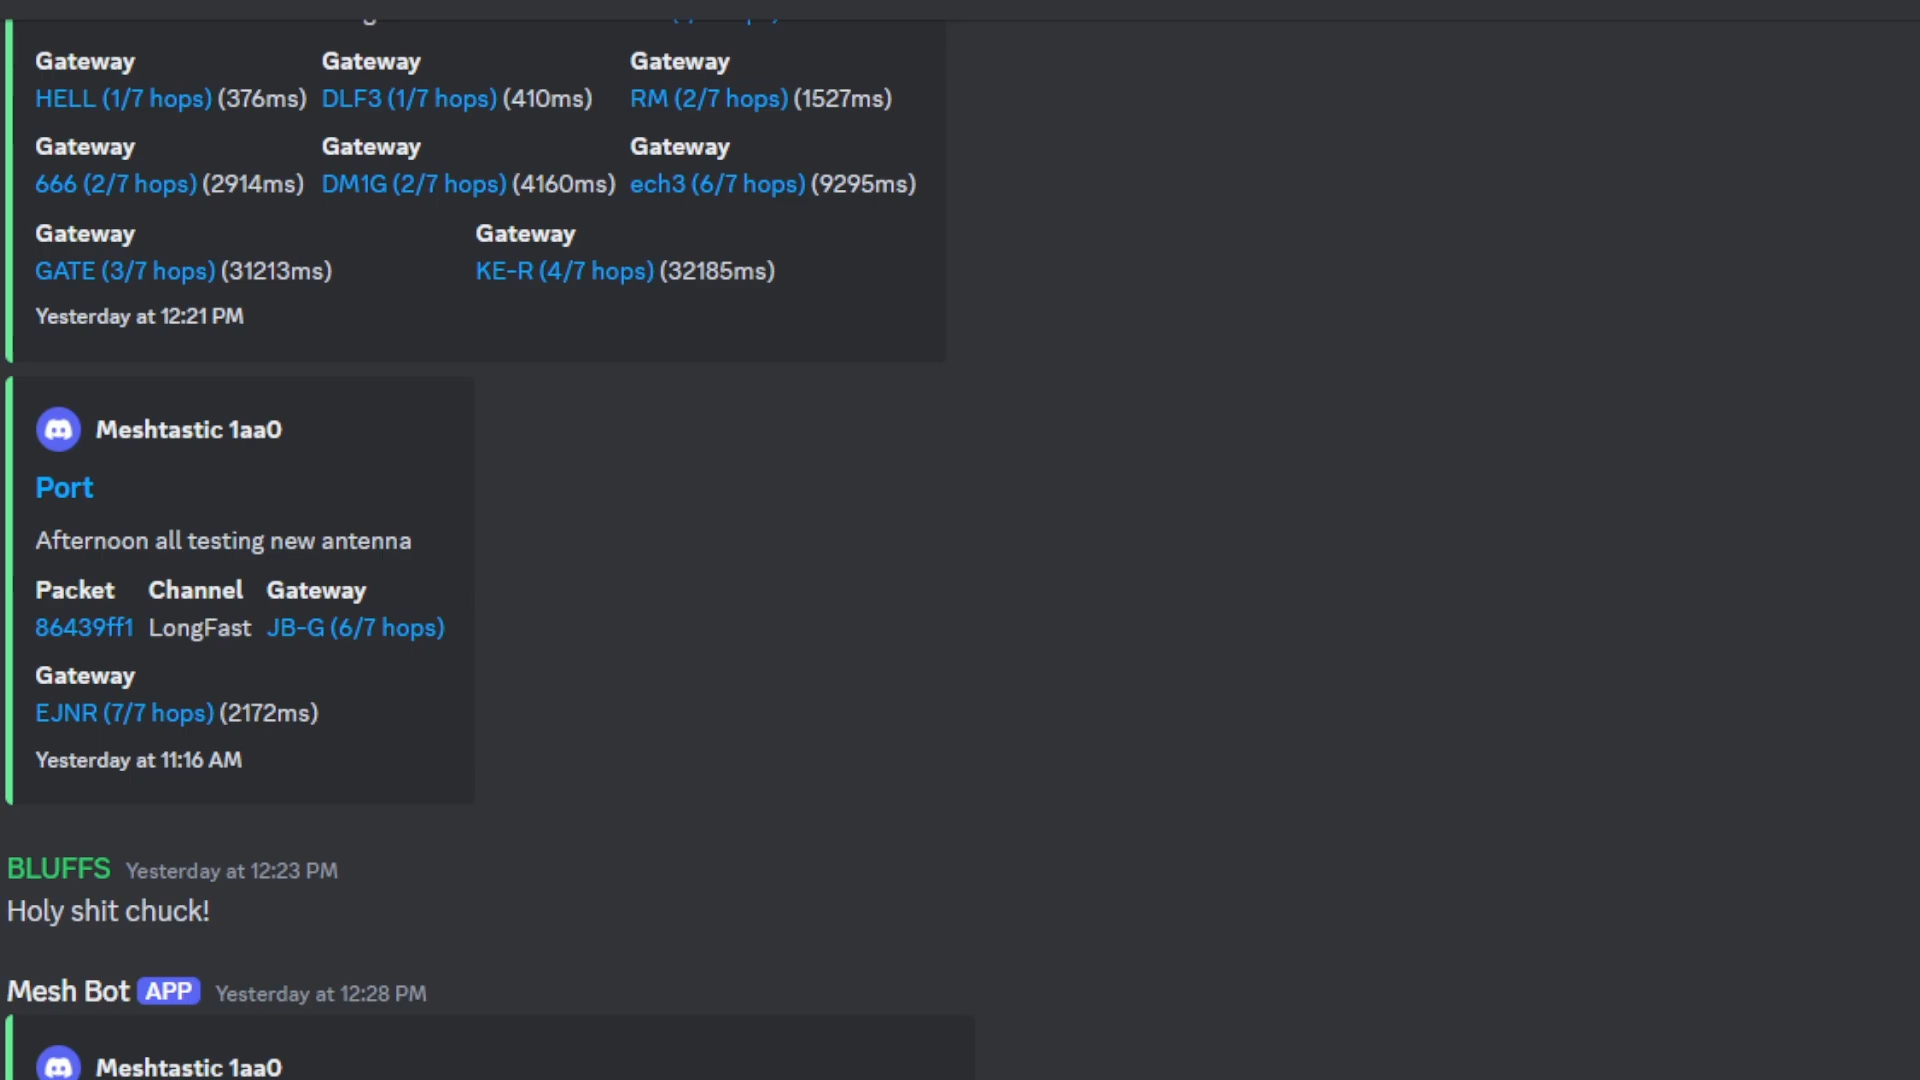 Gateway Gateway Gateway
HELL (1/7 hops) (376ms) DLF3 (1/7 hops) (410ms) RM (2/7 hops) (1527ms)
Gateway Gateway Gateway
666 (2/7 hops) (2914ms) DM1G (2/7 hops) (4160ms) ech3 (6/7 hops) (9295ms)
Gateway Gateway
GATE (3/7 hops) (31213ms) KE-R (4/7 hops) (32185ms)
Yesterday at 12:21 PM
Meshtastic 1aa0
Port
Afternoon all testing new antenna
Packet Channel Gateway
86439ff1 LongFast JB-G (6/7 hops)
Gateway
EJNR (7/7 hops) (2172ms)
Yesterday at 11:16 AM
BLUFFS Yesterday at 12:23 PM
Holy shit chuck!
Mesh Bot APP Yesterday at 12:28 PM
Meshtastic 1aa0